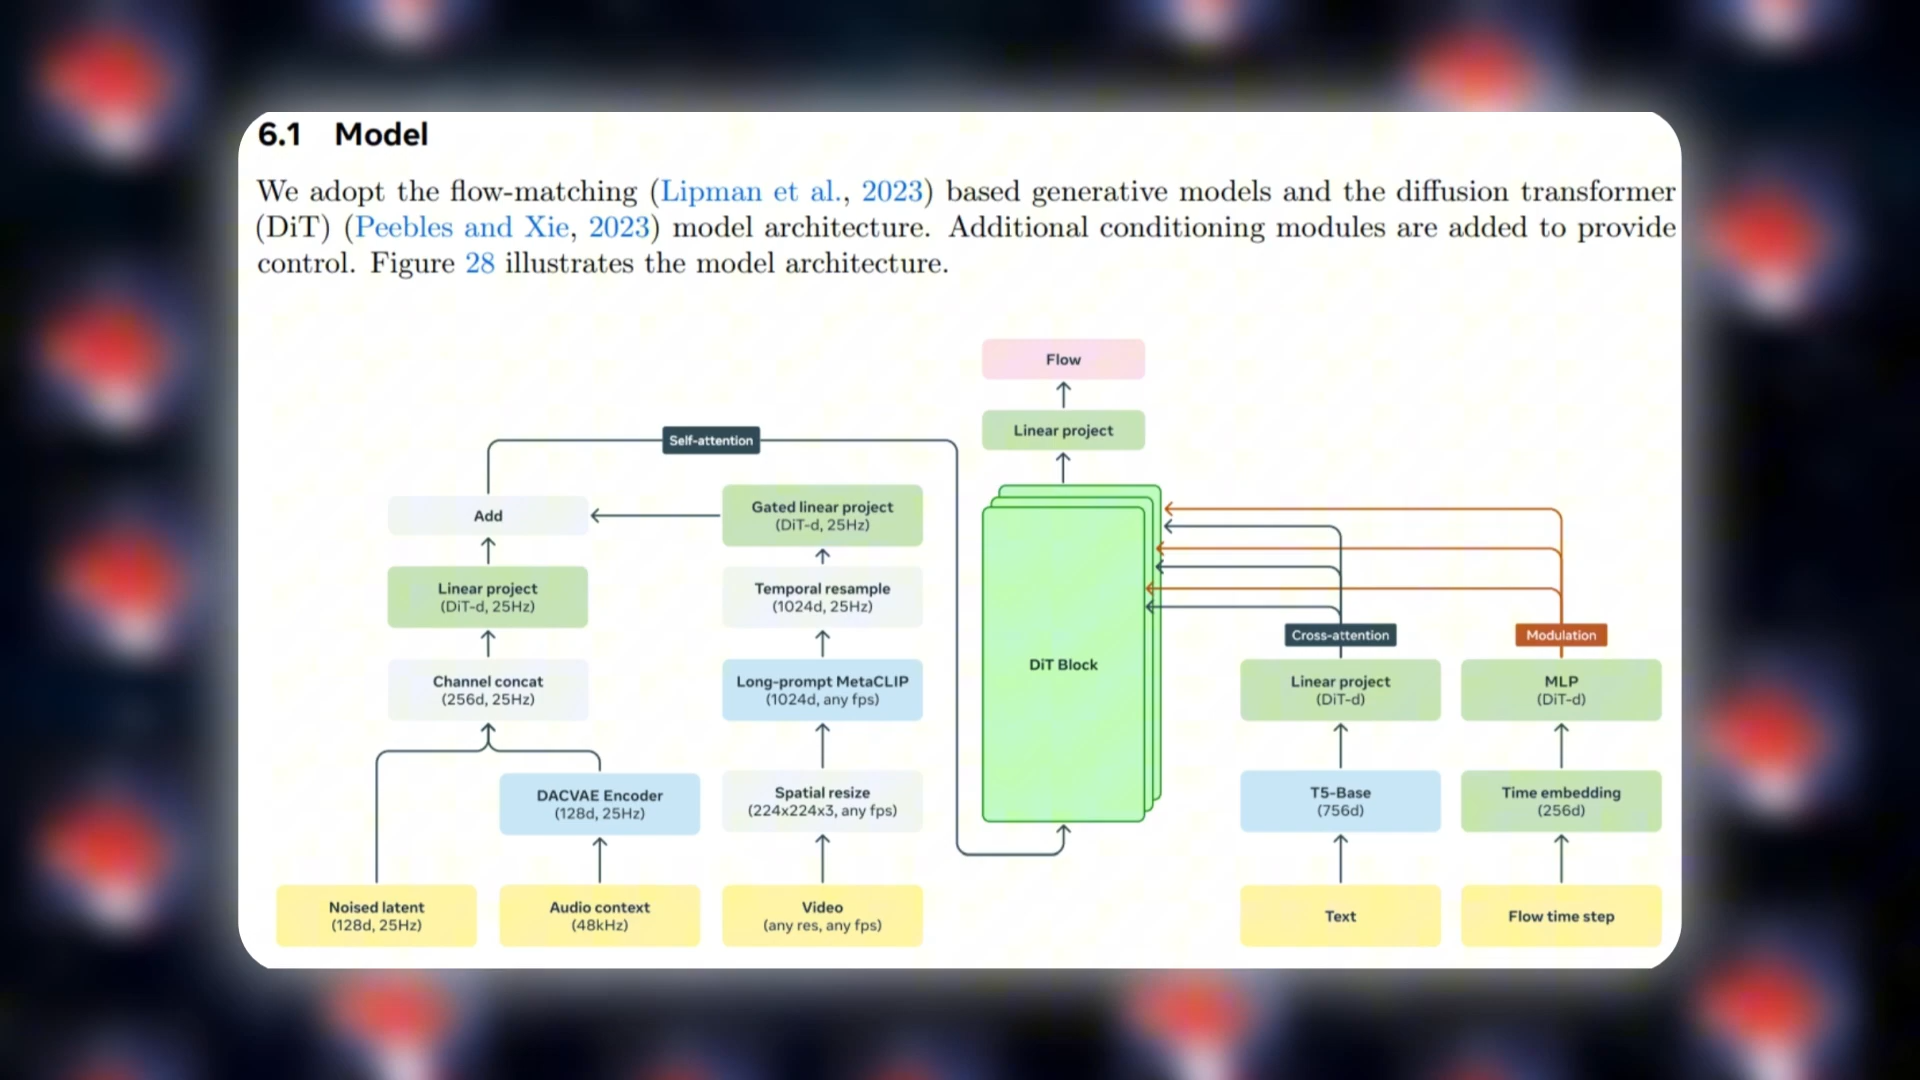 6.1 Model
We adopt the flow-matching (Lipman et al., 2023) based generative models and the diffusion transformer
(DiT) (Peebles and Xie, 2023) model architecture. Additional conditioning modules are added to provide
control. Figure 28 illustrates the model architecture.
Flow
Linear project
Self-attention
Add
Gated linear project
(DiT-d, 25Hz)
Linear project
(DiT-d, 25Hz)
Temporal resample
(1024d, 25Hz)
Channel concat
(256d, 25Hz)
Long-prompt MetaCLIP
(1024d, any fps)
DACVAE Encoder
(128d, 25Hz)
Spatial resize
(224x224x3, any fps)
Noised latent
(128d, 25Hz)
Audio context
(48kHz)
Video
(any res, any fps)
DiT Block
Cross-attention
Modulation
Linear project
(DiT-d)
MLP
(DiT-d)
T5-Base
(756d)
Time embedding
(256d)
Text
Flow time step